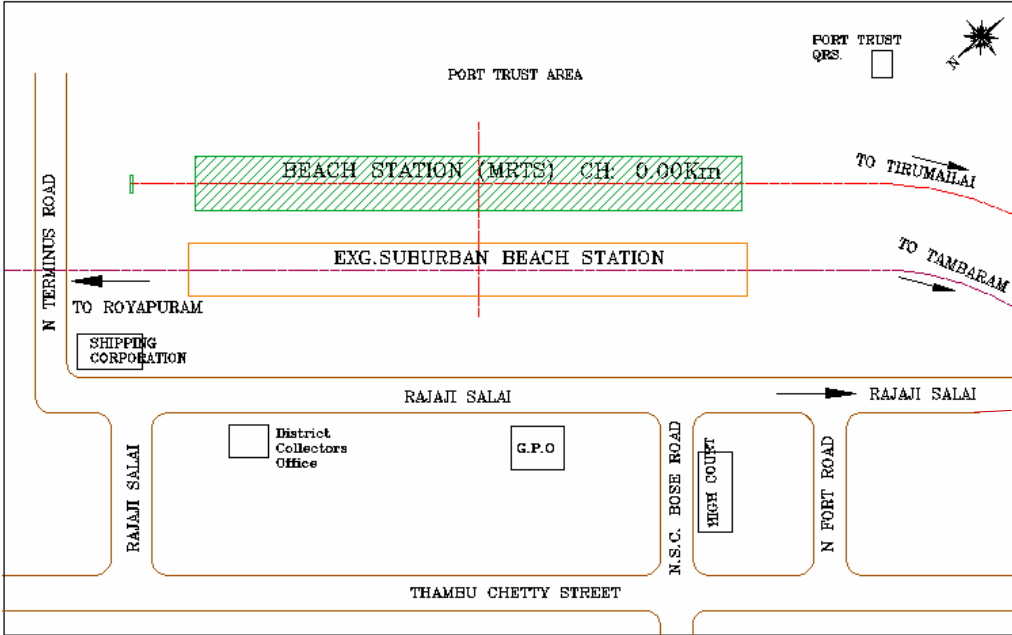 PORT TRUST
QRS.
N
PORT TRUST AREA
BEACH STATION (MRTS) CH: 0.00Km
TO TIRUMAILAI
EXG.SUBURBAN BEACH STATION
TO TAMBARAM
N TERMINUS ROAD
TO ROYAPURAM
SHIPPING
CORPORATION
RAJAJI SALAI
RAJAJI SALAI
RAJAJI SALAI
District
Collectors
Office
G.P.O
N.S.C. BOSE ROAD
HIGH COURT
N FORT ROAD
THAMBU CHETTY STREET